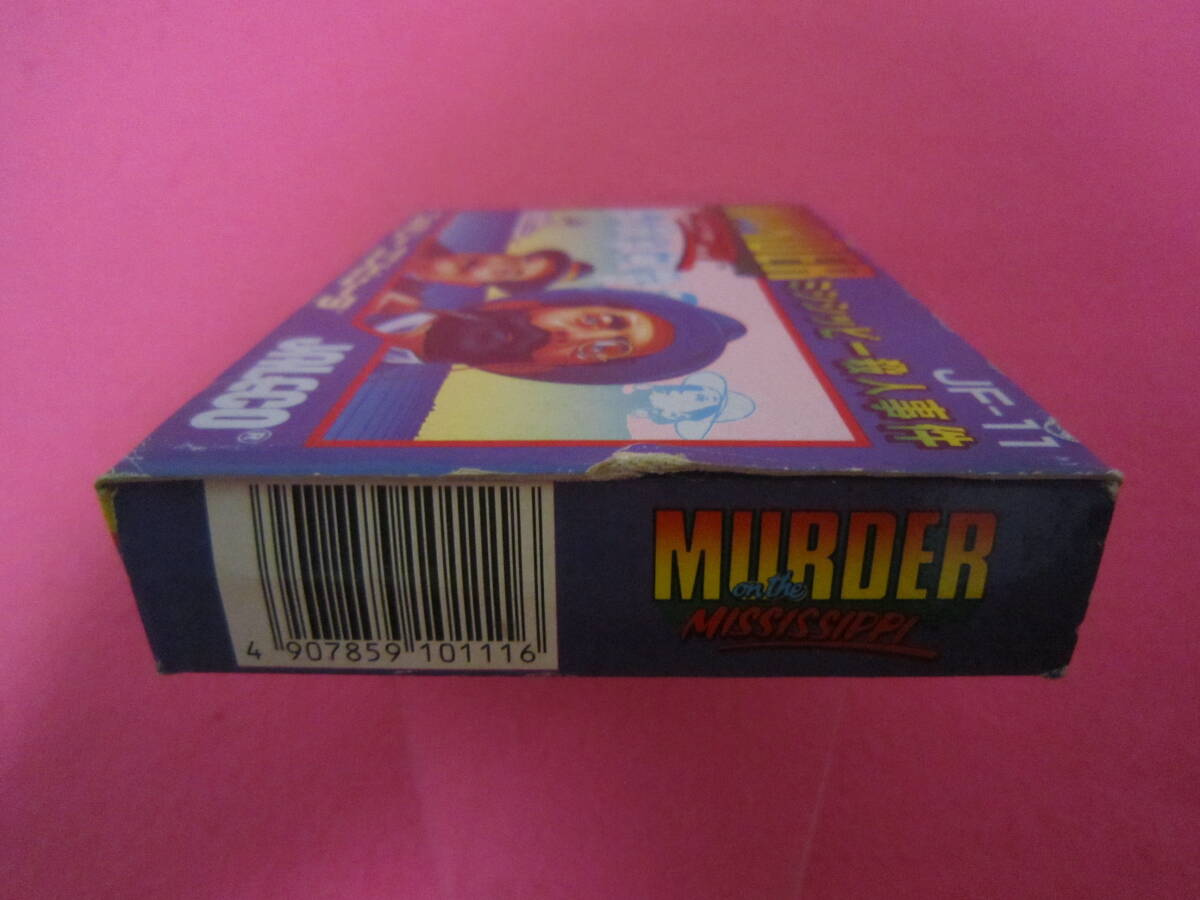 JALECO®
ミシシッピー殺人事件
JF-11
4 907859 101116
MURDER
on the
MISSISSIPPI